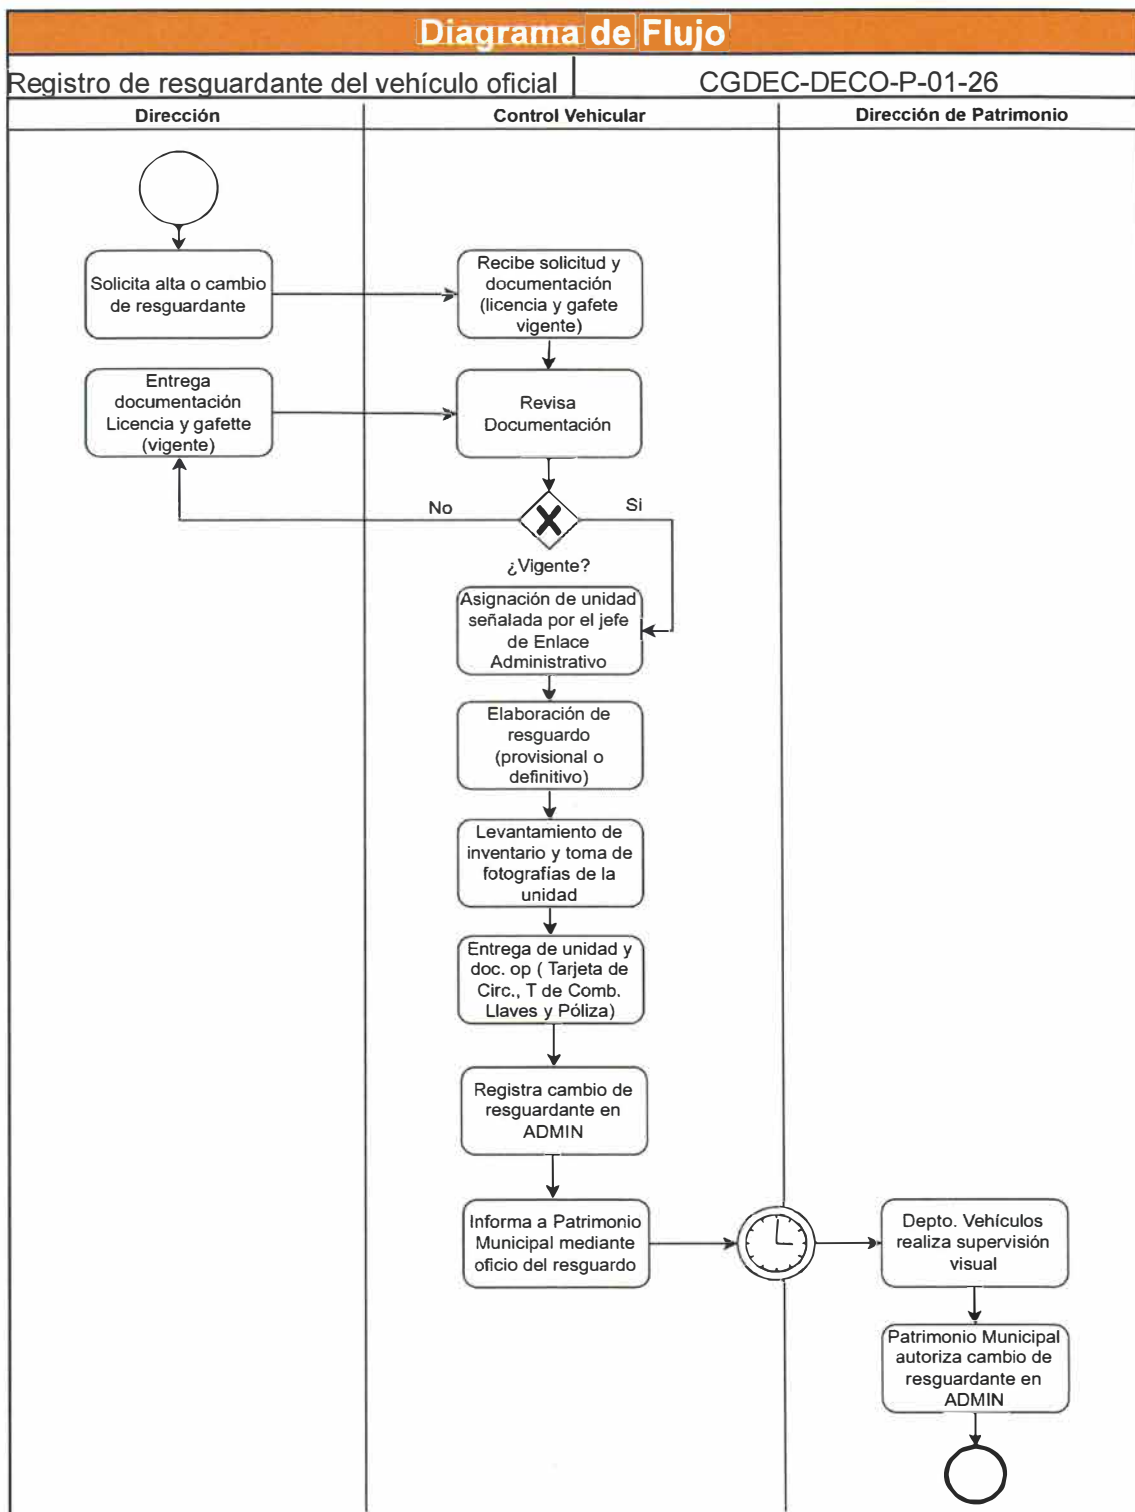 Diagrama de Flujo
Registro de resguardante del vehículo oficial
CGDEC-DECO-P-01-26
Dirección
Control Vehicular
Dirección de Patrimonio
Solicita alta o cambio
de resguardante
Recibe solicitud y
documentación
(licencia y gafete
vigente)
Entrega
documentación
Licencia y gafette
(vigente)
Revisa
Documentación
No
Si
¿Vigente?
Asignación de unidad
señalada por el jefe
de Enlace
Administrativo
Elaboración de
resguardo
(provisional o
definitivo)
Levantamiento de
inventario y toma de
fotografías de la
unidad
Entrega de unidad y
doc. op ( Tarjeta de
Circ., T de Comb.
Llaves y Póliza)
Registra cambio de
resguardante en
ADMIN
Informa a Patrimonio
Municipal mediante
oficio del resguardo
Depto. Vehículos
realiza supervisión
visual
Patrimonio Municipal
autoriza cambio de
resguardante en
ADMIN